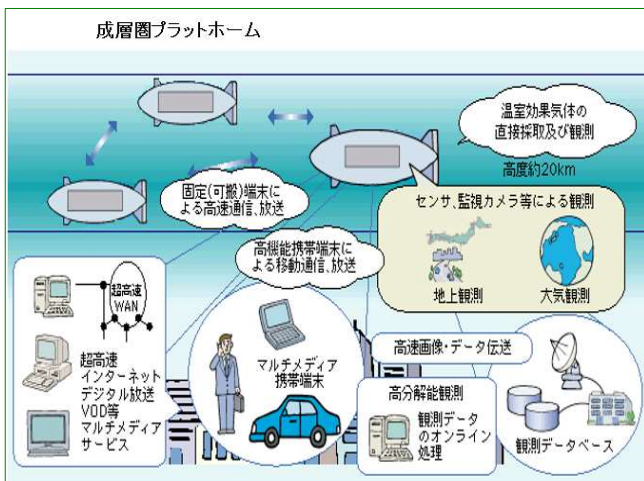 成層圏プラットホーム
温室効果気体の
直接採取及び観測
高度約20km
固定(可搬)端末
による高速通信、放送
センサ、監視カメラ等による観測
地上観測
大気観測
高機能携帯端末に
よる移動通信、放送
超高速
WAN
超高速
インターネット
デジタル放送
VOD等
マルチメディア
サービス
マルチメディア
携帯端末
高速画像・データ伝送
高分解能観測
観測データ
のオンライン
処理
観測データベース